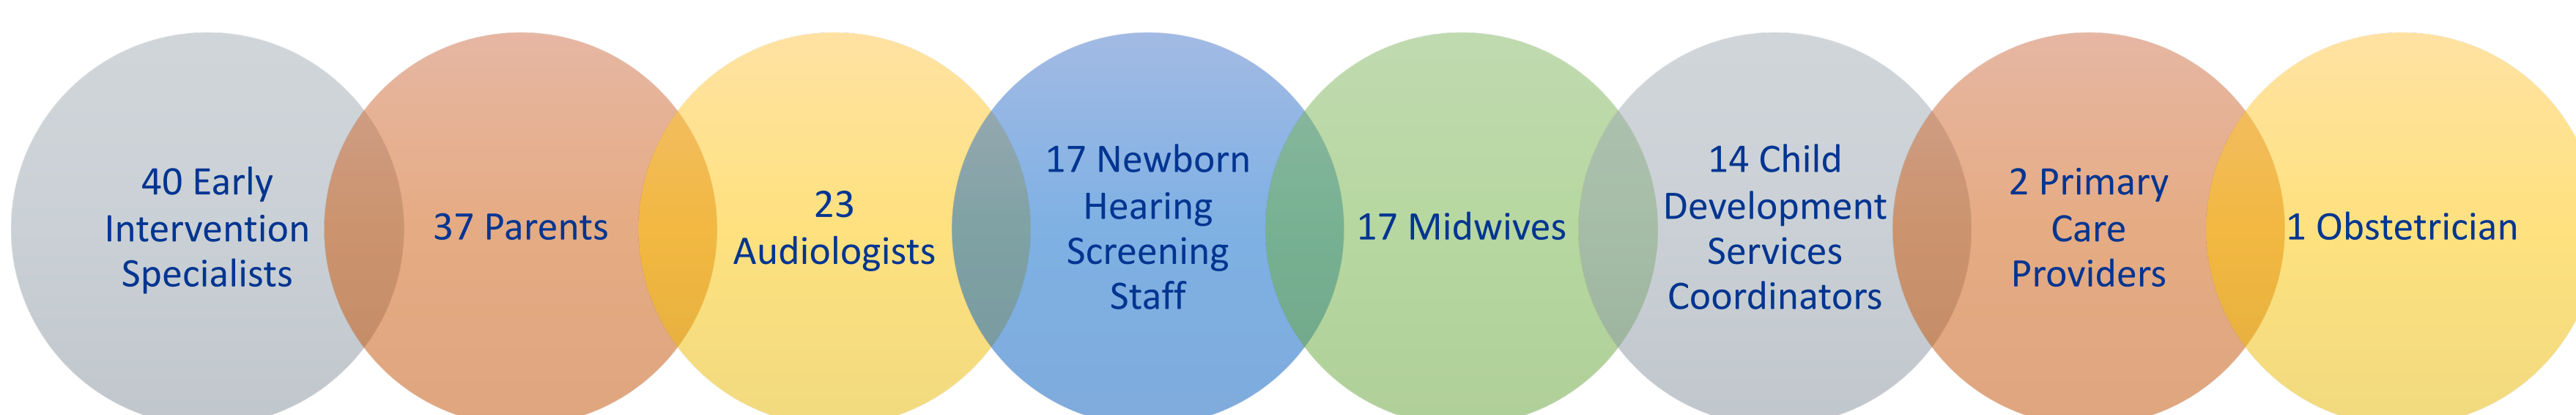 40 Early
Intervention
Specialists
37 Parents
23
Audiologists
17 Newborn
Hearing
Screening
Staff
17 Midwives
14 Child
Development
Services
Coordinators
2 Primary
Care
Providers
1 Obstetrician